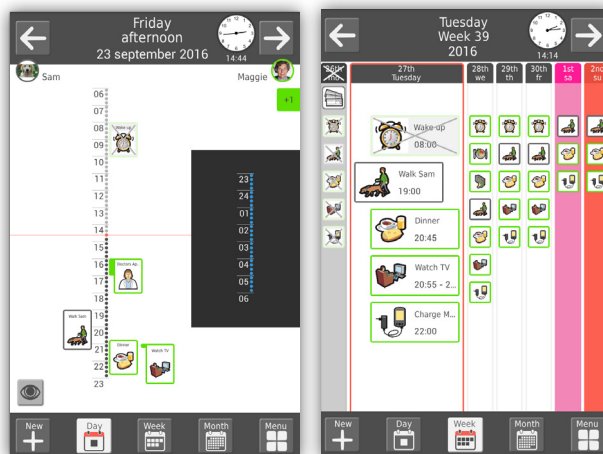 Friday
afternoon
23 september 2016
14:44
Sam
Maggie
+1
06
07
08
09
10
11
12
13
14
15
16
17
18
19
20
21
22
23
Wake up
Doctors Ap.
Walk Sam
Dinner
Watch TV
23
24
01
02
03
04
05
06
New
Day
Week
Month
Menu
Tuesday
Week 39
2016
14:14
26th
mo
27th
Tuesday
28th
we
29th
th
30th
fr
1st
sa
2nd
su
Wake up
08:00
Walk Sam
19:00
Dinner
20:45
Watch TV
20:55 - 2...
Charge M...
22:00
New
Day
Week
Month
Menu